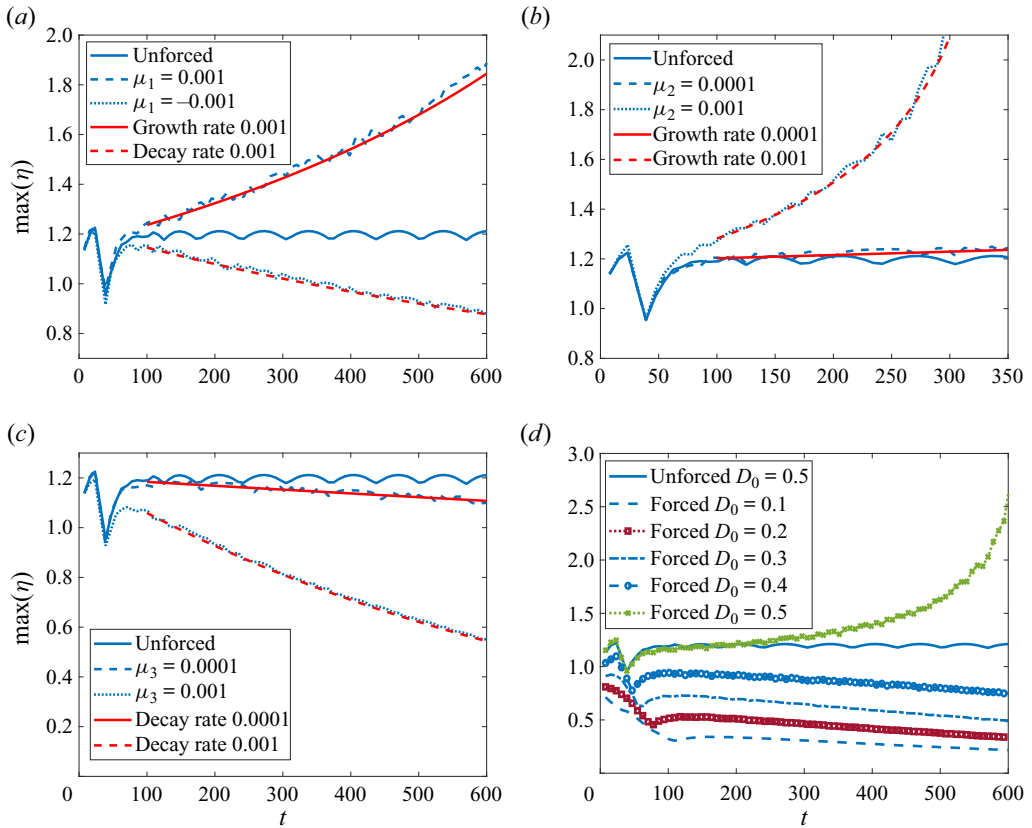 (a)
2.0
1.8
1.6
1.4
1.2
1.0
0.8
max(η)
Unforced
μ1 = 0.001
μ1 = –0.001
Growth rate 0.001
Decay rate 0.001
0 100 200 300 400 500 600
(b)
2.0
1.8
1.6
1.4
1.2
1.0
0.8
Unforced
μ2 = 0.0001
μ2 = 0.001
Growth rate 0.0001
Growth rate 0.001
0 50 100 150 200 250 300 350
(c)
1.2
1.0
0.8
0.6
0.4
0.2
max(η)
Unforced
μ3 = 0.0001
μ3 = 0.001
Decay rate 0.0001
Decay rate 0.001
0 100 200 300 400 500 600
t
(d)
3.0
2.5
2.0
1.5
1.0
0.5
Unforced D0 = 0.5
Forced D0 = 0.1
Forced D0 = 0.2
Forced D0 = 0.3
Forced D0 = 0.4
Forced D0 = 0.5
0 100 200 300 400 500 600
t